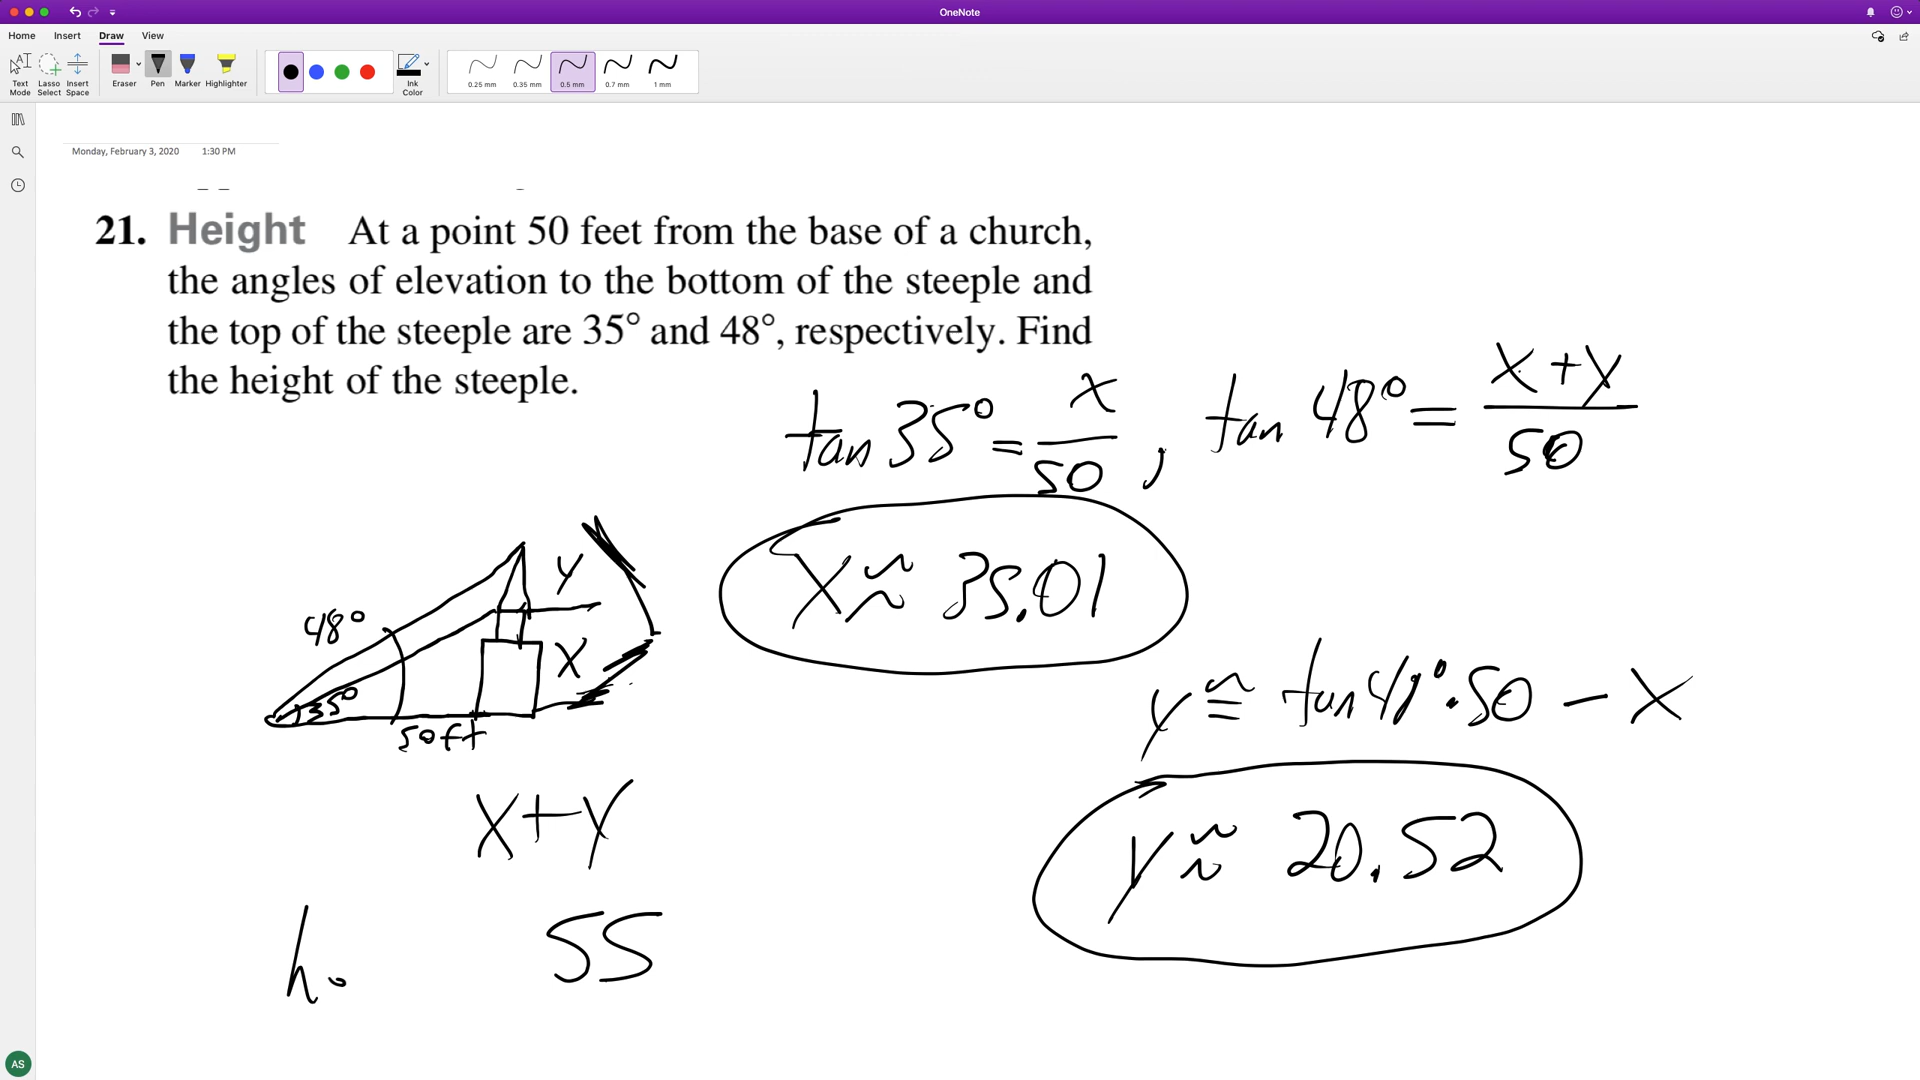 OneNote
Home Insert Draw View
Text Mode
Lasso Select
Insert Space
Eraser
Pen
Marker
Highlighter
Ink Color
0.25 mm
0.35 mm
0.5 mm
0.7 mm
1 mm
Monday, February 3, 2020 1:30 PM
21. Height At a point 50 feet from the base of a church,
the angles of elevation to the bottom of the steeple and
the top of the steeple are 35° and 48°, respectively. Find
the height of the steeple.
tan 35° = x/50 , tan 48° = x+y/50
x ≈ 35.01
48°
35°
50ft
y
x
y ≅ tan48°·50 − x
y ≈ 20.52
x+y
ho
55
AS